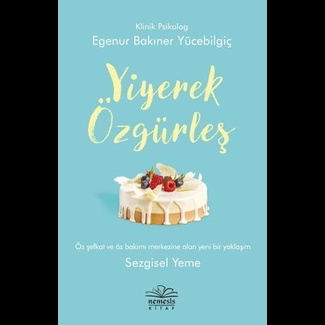 Klinik Psikolog
Egenur Bakıner Yücebilgiç
Yiyerek
Özgürleş
Öz şefkat ve öz bakımı merkezine alan yeni bir yaklaşım
Sezgisel Yeme
nemesis
KİTAP